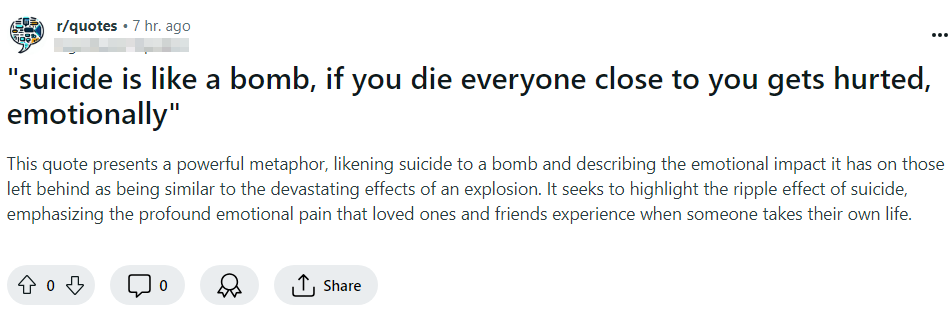 r/quotes • 7 hr. ago
"suicide is like a bomb, if you die everyone close to you gets hurted,
emotionally"
This quote presents a powerful metaphor, likening suicide to a bomb and describing the emotional impact it has on those
left behind as being similar to the devastating effects of an explosion. It seeks to highlight the ripple effect of suicide,
emphasizing the profound emotional pain that loved ones and friends experience when someone takes their own life.
0 0 Share